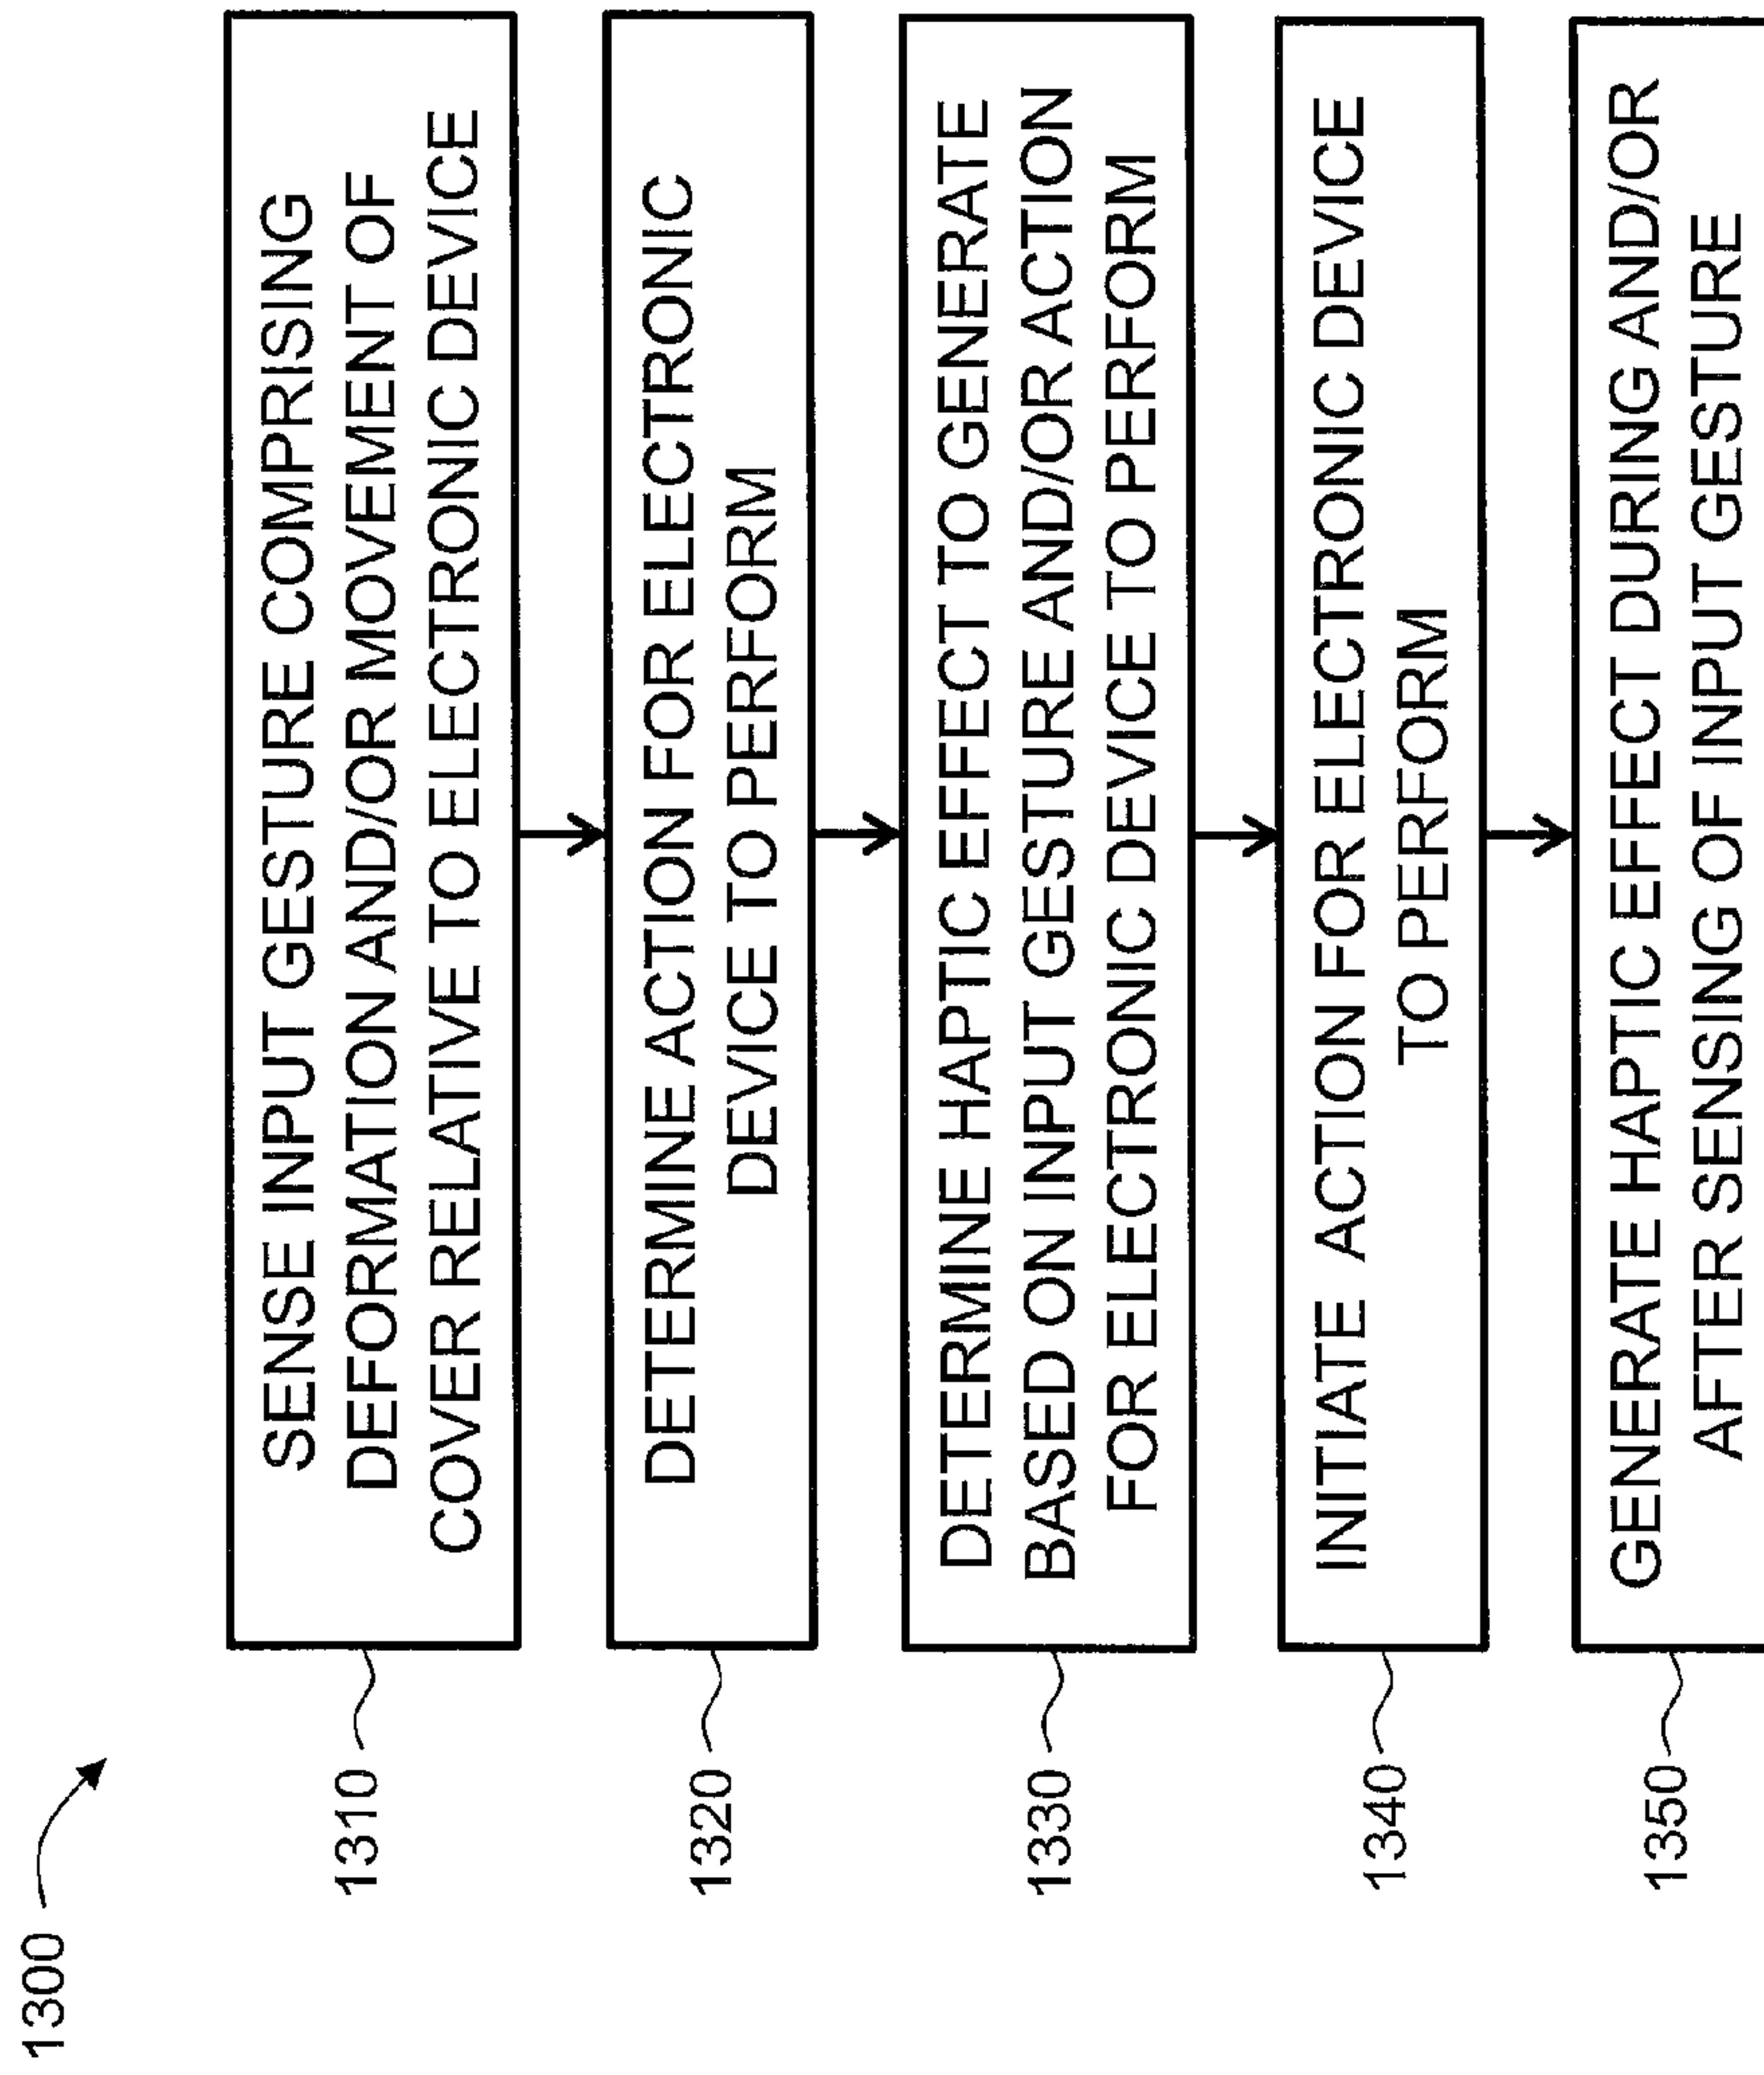 1300
1310
SENSE INPUT GESTURE COMPRISING
DEFORMATION AND/OR MOVEMENT OF
COVER RELATIVE TO ELECTRONIC DEVICE
1320
DETERMINE ACTION FOR ELECTRONIC
DEVICE TO PERFORM
1330
DETERMINE HAPTIC EFFECT TO GENERATE
BASED ON INPUT GESTURE AND/OR ACTION
FOR ELECTRONIC DEVICE TO PERFORM
1340
INITIATE ACTION FOR ELECTRONIC DEVICE
TO PERFORM
1350
GENERATE HAPTIC EFFECT DURING AND/OR
AFTER SENSING OF INPUT GESTURE